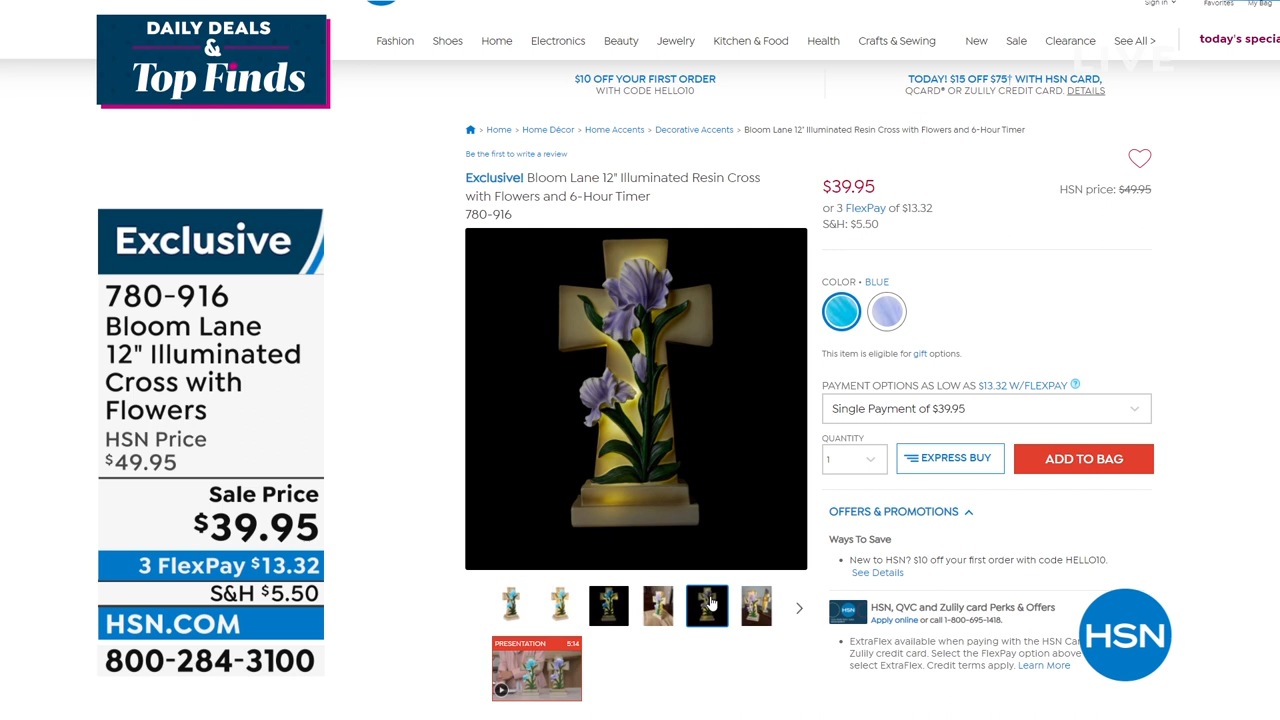 Sign In
Favorites
My Bag
DAILY DEALS
&
Top Finds
Fashion
Shoes
Home
Electronics
Beauty
Jewelry
Kitchen & Food
Health
Crafts & Sewing
New
Sale
Clearance
See All >
today's specia
LIVE
$10 OFF YOUR FIRST ORDER
WITH CODE HELLO10
TODAY! $15 OFF $75† WITH HSN CARD,
QCARD® OR ZULILY CREDIT CARD. DETAILS
> Home > Home Décor > Home Accents > Decorative Accents > Bloom Lane 12" Illuminated Resin Cross with Flowers and 6-Hour Timer
Be the first to write a review
Exclusive! Bloom Lane 12" Illuminated Resin Cross
with Flowers and 6-Hour Timer
780-916
$39.95
HSN price: $49.95
or 3 FlexPay of $13.32
S&H: $5.50
COLOR • BLUE
This item is eligible for gift options.
PAYMENT OPTIONS AS LOW AS $13.32 W/FLEXPAY ?
Single Payment of $39.95
QUANTITY
1
EXPRESS BUY
ADD TO BAG
OFFERS & PROMOTIONS
Ways To Save
• New to HSN? $10 off your first order with code HELLO10.
See Details
HSN
HSN, QVC and Zulily card Perks & Offers
Apply online or call 1-800-695-1418.
• ExtraFlex available when paying with the HSN Car
Zulily credit card. Select the FlexPay option above
select ExtraFlex. Credit terms apply. Learn More
PRESENTATION 5:14
Exclusive
780-916
Bloom Lane
12" Illuminated
Cross with
Flowers
HSN Price
$49.95
Sale Price
$39.95
3 FlexPay $13.32
S&H $5.50
HSN.COM
800-284-3100
HSN